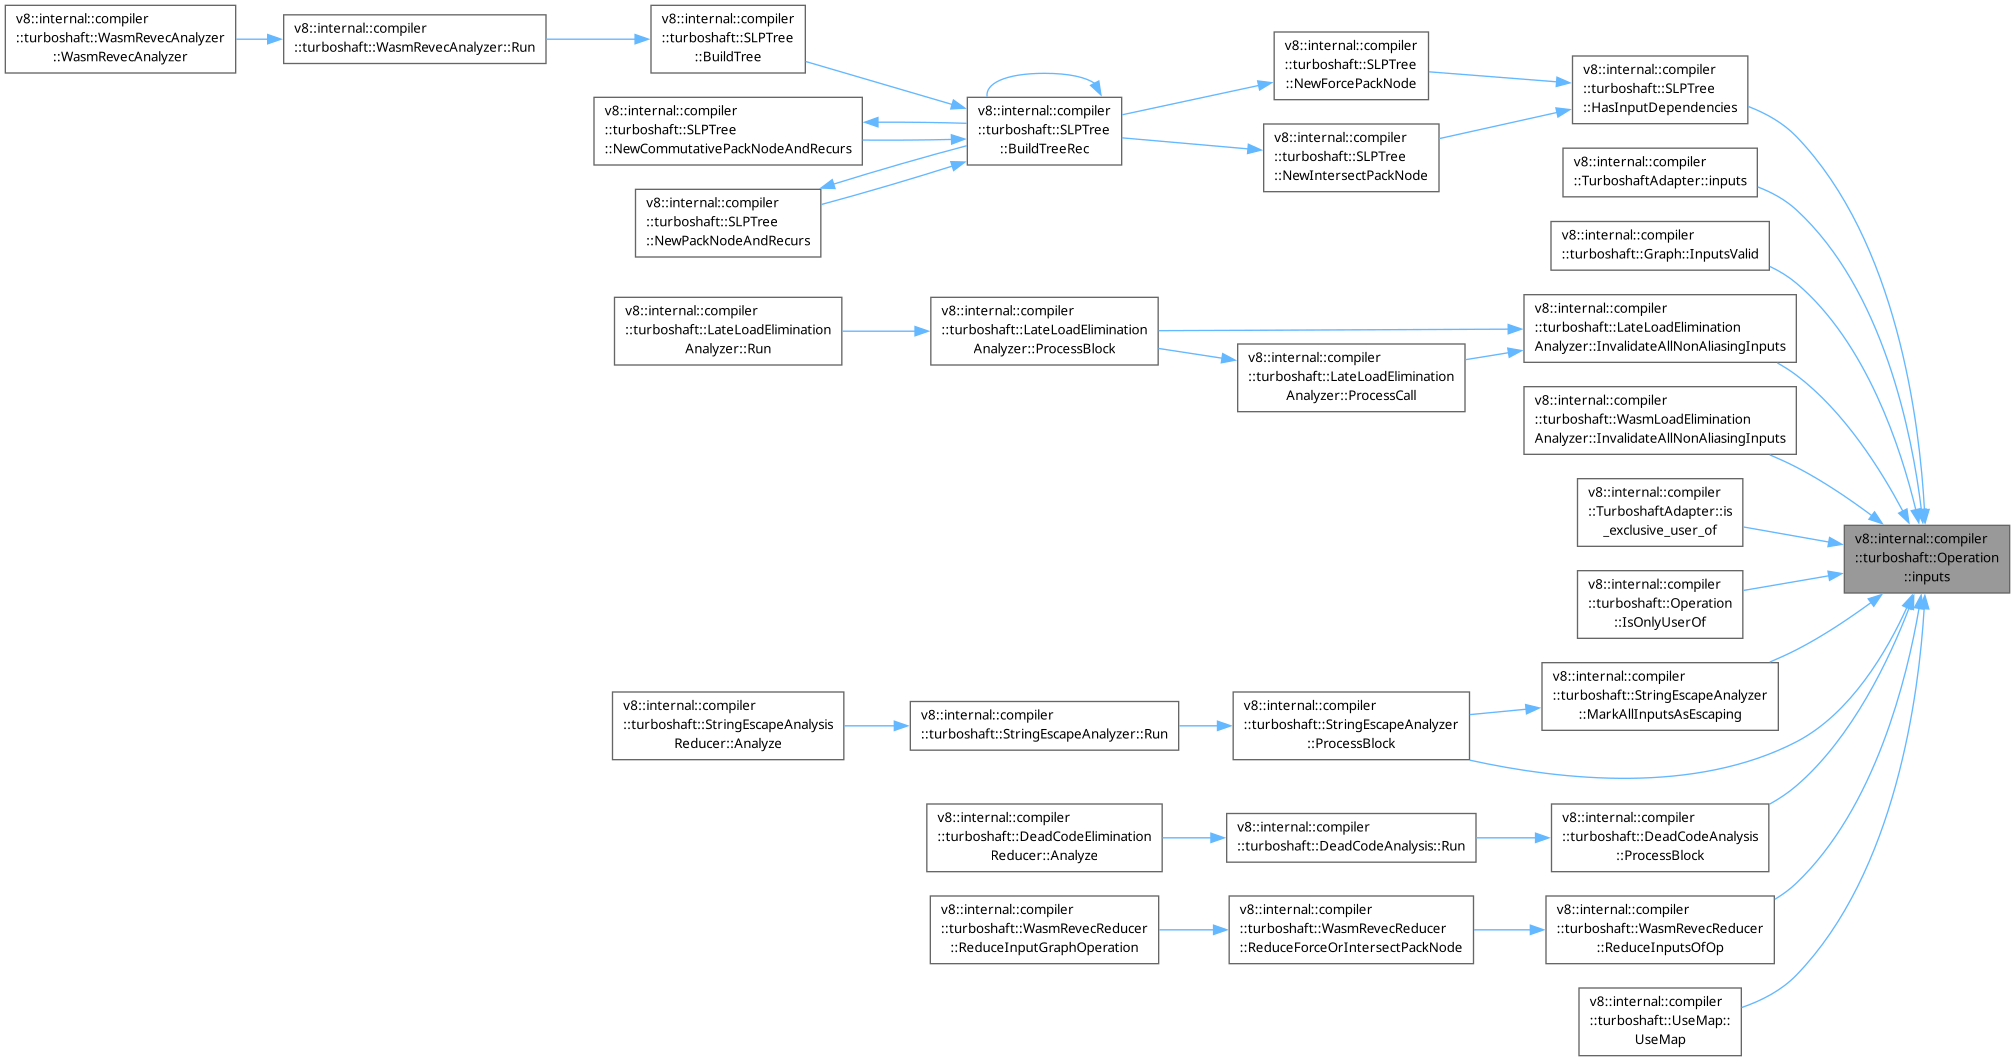 v8::internal::compiler
::turboshaft::WasmRevecAnalyzer
::WasmRevecAnalyzer
v8::internal::compiler
::turboshaft::WasmRevecAnalyzer::Run
v8::internal::compiler
::turboshaft::SLPTree
::BuildTree
v8::internal::compiler
::turboshaft::SLPTree
::NewCommutativePackNodeAndRecurs
v8::internal::compiler
::turboshaft::SLPTree
::NewPackNodeAndRecurs
v8::internal::compiler
::turboshaft::SLPTree
::BuildTreeRec
v8::internal::compiler
::turboshaft::SLPTree
::NewForcePackNode
v8::internal::compiler
::turboshaft::SLPTree
::NewIntersectPackNode
v8::internal::compiler
::turboshaft::SLPTree
::HasInputDependencies
v8::internal::compiler
::TurboshaftAdapter::inputs
v8::internal::compiler
::turboshaft::Graph::InputsValid
v8::internal::compiler
::turboshaft::LateLoadElimination
Analyzer::Run
v8::internal::compiler
::turboshaft::LateLoadElimination
Analyzer::ProcessBlock
v8::internal::compiler
::turboshaft::LateLoadElimination
Analyzer::ProcessCall
v8::internal::compiler
::turboshaft::LateLoadElimination
Analyzer::InvalidateAllNonAliasingInputs
v8::internal::compiler
::turboshaft::WasmLoadElimination
Analyzer::InvalidateAllNonAliasingInputs
v8::internal::compiler
::TurboshaftAdapter::is
_exclusive_user_of
v8::internal::compiler
::turboshaft::Operation
::inputs
v8::internal::compiler
::turboshaft::Operation
::IsOnlyUserOf
v8::internal::compiler
::turboshaft::StringEscapeAnalyzer
::MarkAllInputsAsEscaping
v8::internal::compiler
::turboshaft::StringEscapeAnalysis
Reducer::Analyze
v8::internal::compiler
::turboshaft::StringEscapeAnalyzer::Run
v8::internal::compiler
::turboshaft::StringEscapeAnalyzer
::ProcessBlock
v8::internal::compiler
::turboshaft::DeadCodeElimination
Reducer::Analyze
v8::internal::compiler
::turboshaft::DeadCodeAnalysis::Run
v8::internal::compiler
::turboshaft::DeadCodeAnalysis
::ProcessBlock
v8::internal::compiler
::turboshaft::WasmRevecReducer
::ReduceInputGraphOperation
v8::internal::compiler
::turboshaft::WasmRevecReducer
::ReduceForceOrIntersectPackNode
v8::internal::compiler
::turboshaft::WasmRevecReducer
::ReduceInputsOfOp
v8::internal::compiler
::turboshaft::UseMap::
UseMap